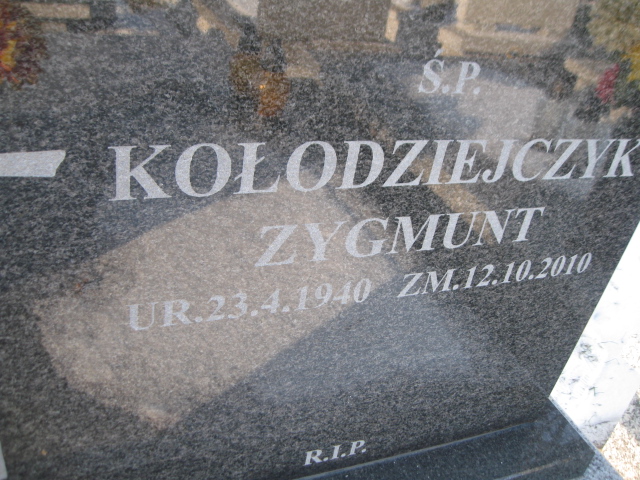 Ś.P.
KOŁODZIEJCZYK
ZYGMUNT
UR.23.4.1940 ZM.12.10.2010
R.I.P.